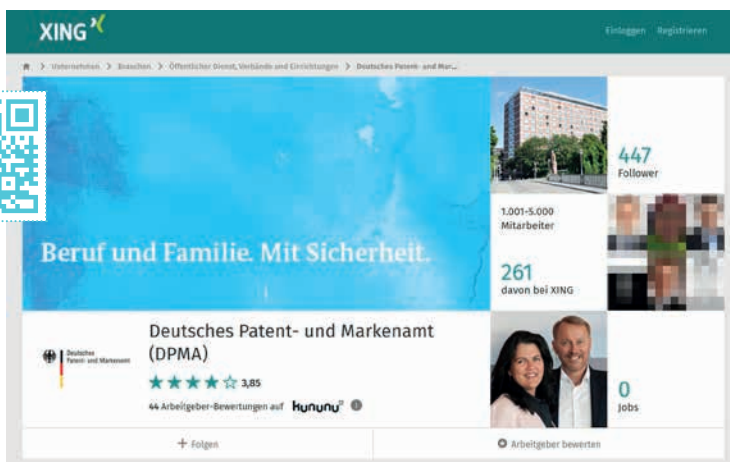 XING
Einloggen Registrieren
> Unternehmen > Branchen > Öffentlicher Dienst, Verbände und Einrichtungen > Deutsches Patent- und Mar...
447
Follower
1.001-5.000
Mitarbeiter
261
davon bei XING
Beruf und Familie. Mit Sicherheit.
Deutsches
Patent- und Markenamt
Deutsches Patent- und Markenamt
(DPMA)
3,85
44 Arbeitgeber-Bewertungen auf kununu
0
Jobs
+ Folgen
Arbeitgeber bewerten